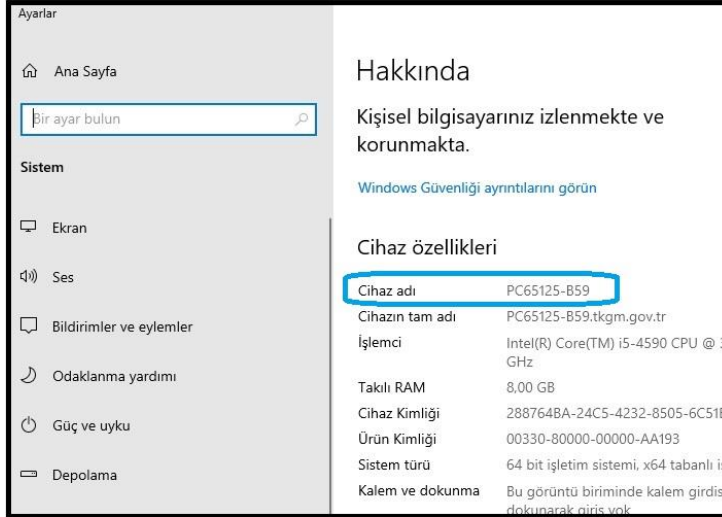 Ayarlar
Ana Sayfa
Bir ayar bulun
Sistem
Ekran
Ses
Bildirimler ve eylemler
Odaklanma yardımı
Güç ve uyku
Depolama
Hakkında
Kişisel bilgisayarınız izlenmekte ve
korunmakta.
Windows Güvenliği ayrıntılarını görün
Cihaz özellikleri
Cihaz adı PC65125-B59
Cihazın tam adı PC65125-B59.tkgm.gov.tr
İşlemci Intel(R) Core(TM) i5-4590 CPU @
GHz
Takılı RAM 8,00 GB
Cihaz Kimliği 288764BA-24C5-4232-8505-6C51
Ürün Kimliği 00330-80000-00000-AA193
Sistem türü 64 bit işletim sistemi, x64 tabanlı
Kalem ve dokunma Bu görüntü biriminde kalem
dokunarak giriş yok